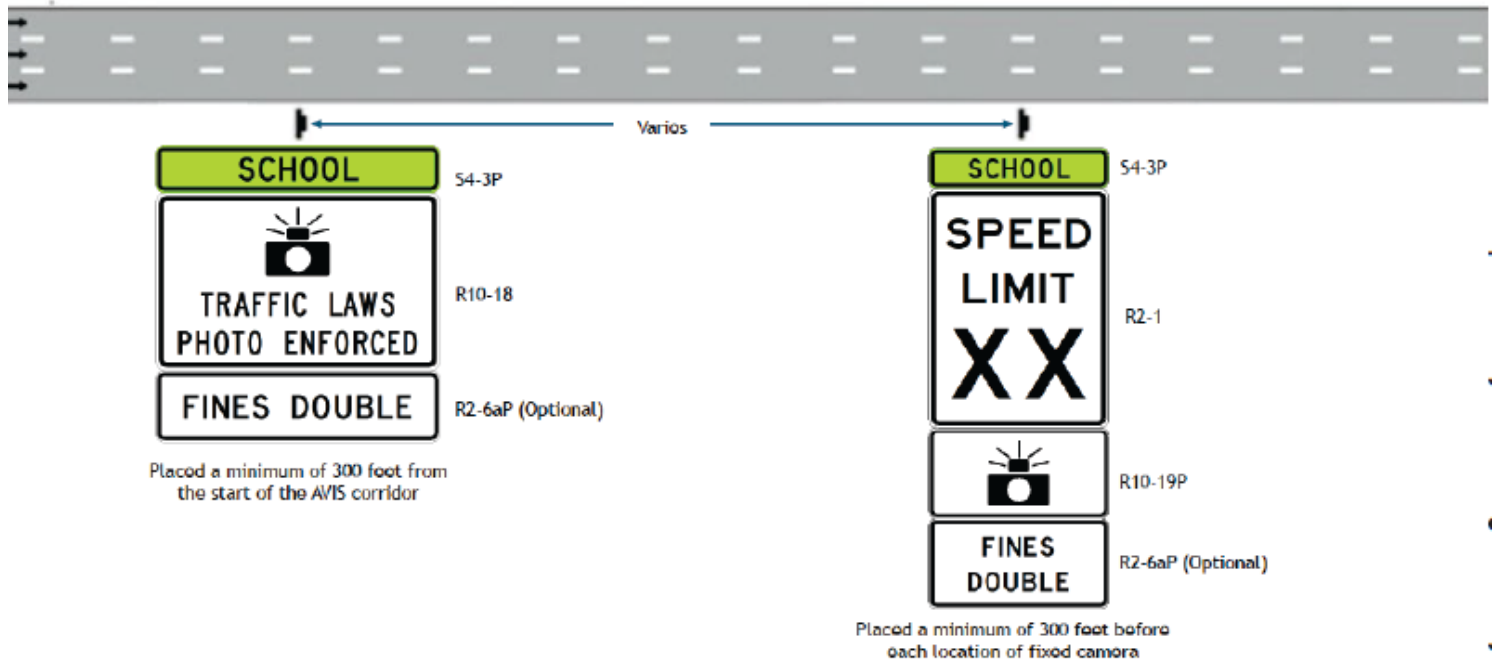 Varios
SCHOOL
S4-3P
TRAFFIC LAWS
PHOTO ENFORCED
R10-18
FINES DOUBLE
R2-6aP (Optional)
Placed a minimum of 300 feet from
the start of the AVIS corridor
SCHOOL
S4-3P
SPEED
LIMIT
XX
R2-1
R10-19P
FINES
DOUBLE
R2-6aP (Optional)
Placed a minimum of 300 feet before
each location of fixed camera